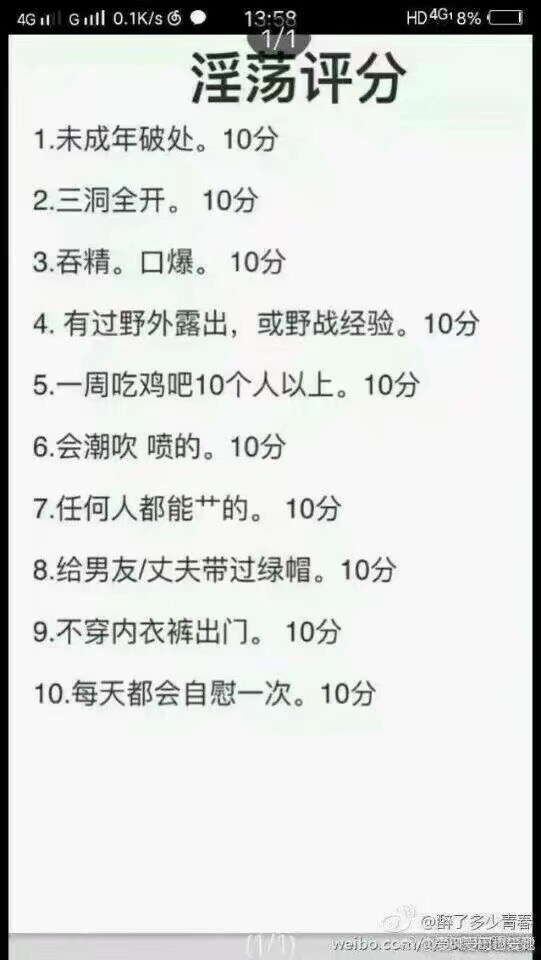 4G G 0.1K/s 13:58 HD 4G 8%
1/1
淫荡评分
1.未成年破处。10分
2.三洞全开。 10分
3.吞精。口爆。 10分
4. 有过野外露出，或野战经验。10分
5.一周吃鸡吧10个人以上。10分
6.会潮吹 喷的。10分
7.任何人都能艹的。 10分
8.给男友/丈夫带过绿帽。10分
9.不穿内衣裤出门。 10分
10.每天都会自慰一次。10分
@醉了多少青春
(1/1)
weibo.com/